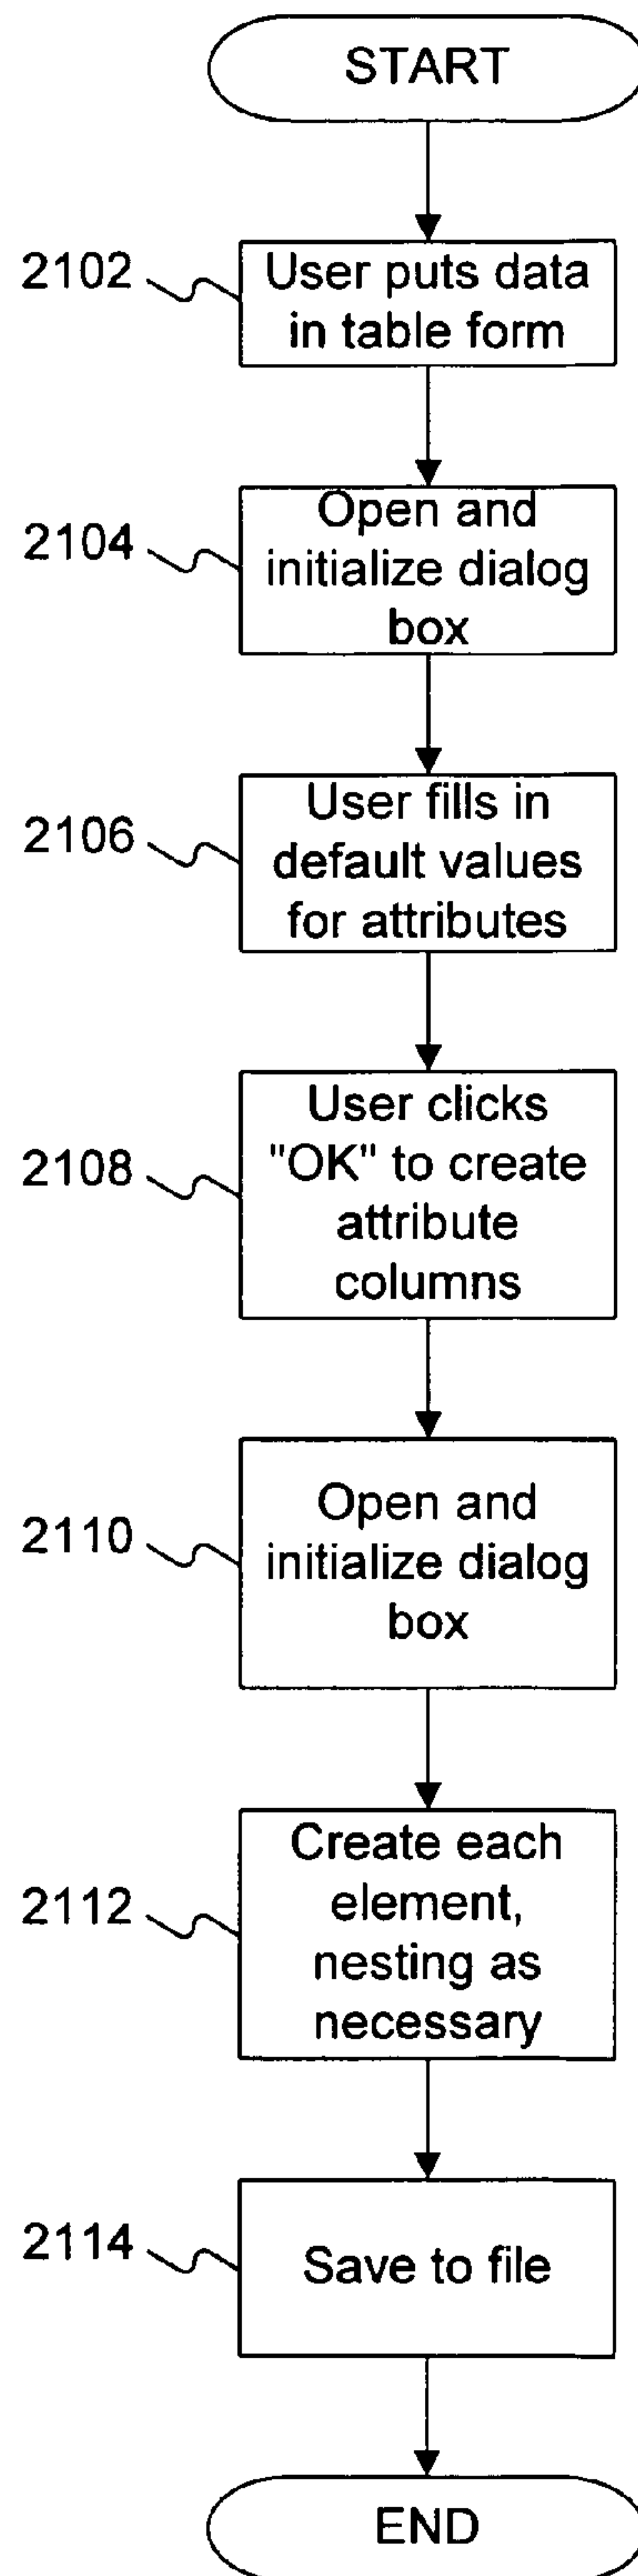 START
2102
User puts data
in table form
2104
Open and
initialize dialog
box
2106
User fills in
default values
for attributes
2108
User clicks
"OK" to create
attribute
columns
2110
Open and
initialize dialog
box
2112
Create each
element,
nesting as
necessary
2114
Save to file
END